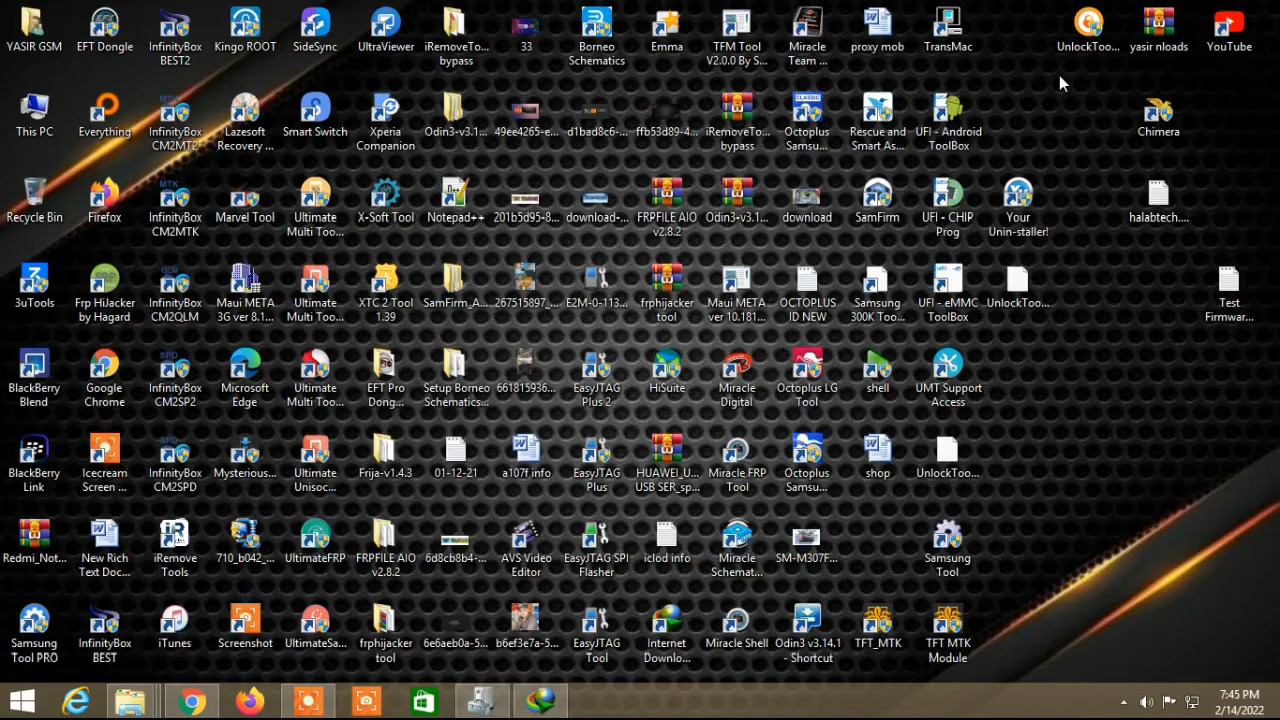 YASIR GSM
EFT Dongle
InfinityBox
BEST2
Kingo ROOT
SideSync
UltraViewer
iRemoveTo...
bypass
33
Borneo
Schematics
Emma
TFM Tool
V2.0.0 By S...
Miracle
Team ...
proxy mob
TransMac
UnlockToo...
yasir nloads
YouTube
This PC
Everything
InfinityBox
CM2MT2
Lazesoft
Recovery ...
Smart Switch
Xperia
Companion
Odin3-v3.1...
49ee4265-e...
d1bad8c6-...
ffb53d89-4...
iRemoveTo...
bypass
CLASSIC
Octoplus
Samsu...
Rescue and
Smart As...
UFI - Android
ToolBox
Chimera
Recycle Bin
Firefox
MTK
InfinityBox
CM2MTK
Marvel Tool
Ultimate
Multi Too...
X-Soft Tool
Notepad++
201b5d95-8...
download-...
FRPFILE AIO
v2.8.2
Odin3-v3.1...
download
SamFirm
UFI - CHIP
Prog
Your
Unin-staller!
halabtech....
3uTools
Frp HiJacker
by Hagard
InfinityBox
CM2QLM
Maui META
3G ver 8.1...
Ultimate
Multi Too...
XTC 2 Tool
1.39
SamFirm_A...
267515897_...
E2M-0-113...
frphijacker
tool
Maui META
ver 10.181...
OCTOPLUS
ID NEW
Samsung
300K Too...
UFI - eMMC
ToolBox
UnlockToo...
Test
Firmwar...
BlackBerry
Blend
Google
Chrome
SPD
InfinityBox
CM2SP2
Microsoft
Edge
Ultimate
Multi Too...
EFT Pro
Dong...
Setup Borneo
Schematics...
661815936...
EasyJTAG
Plus 2
HiSuite
Miracle
Digital
Octoplus LG
Tool
shell
UMT Support
Access
BlackBerry
Link
Icecream
Screen ...
SPD
InfinityBox
CM2SPD
Mysterious...
Ultimate
Unisoc...
Frija-v1.4.3
01-12-21
a107f info
EasyJTAG
Plus
HUAWEI_U...
USB SER_sp...
Miracle FRP
Tool
Octoplus
Samsu...
shop
UnlockToo...
Redmi_Not...
New Rich
Text Doc...
iRemove
Tools
710_b042_...
UltimateFRP
FRPFILE AIO
v2.8.2
6d8cb8b4-...
AVS Video
Editor
EasyJTAG SPI
Flasher
iclod info
Miracle
Schemat...
SM-M307F...
Samsung
Tool
Samsung
Tool PRO
InfinityBox
BEST
iTunes
Screenshot
UltimateSa...
frphijacker
tool
6e6aeb0a-5...
b6ef3e7a-5...
EasyJTAG
Tool
Internet
Downlo...
Miracle Shell
Odin3 v3.14.1
- Shortcut
TFT_MTK
TFT MTK
Module
7:45 PM
2/14/2022